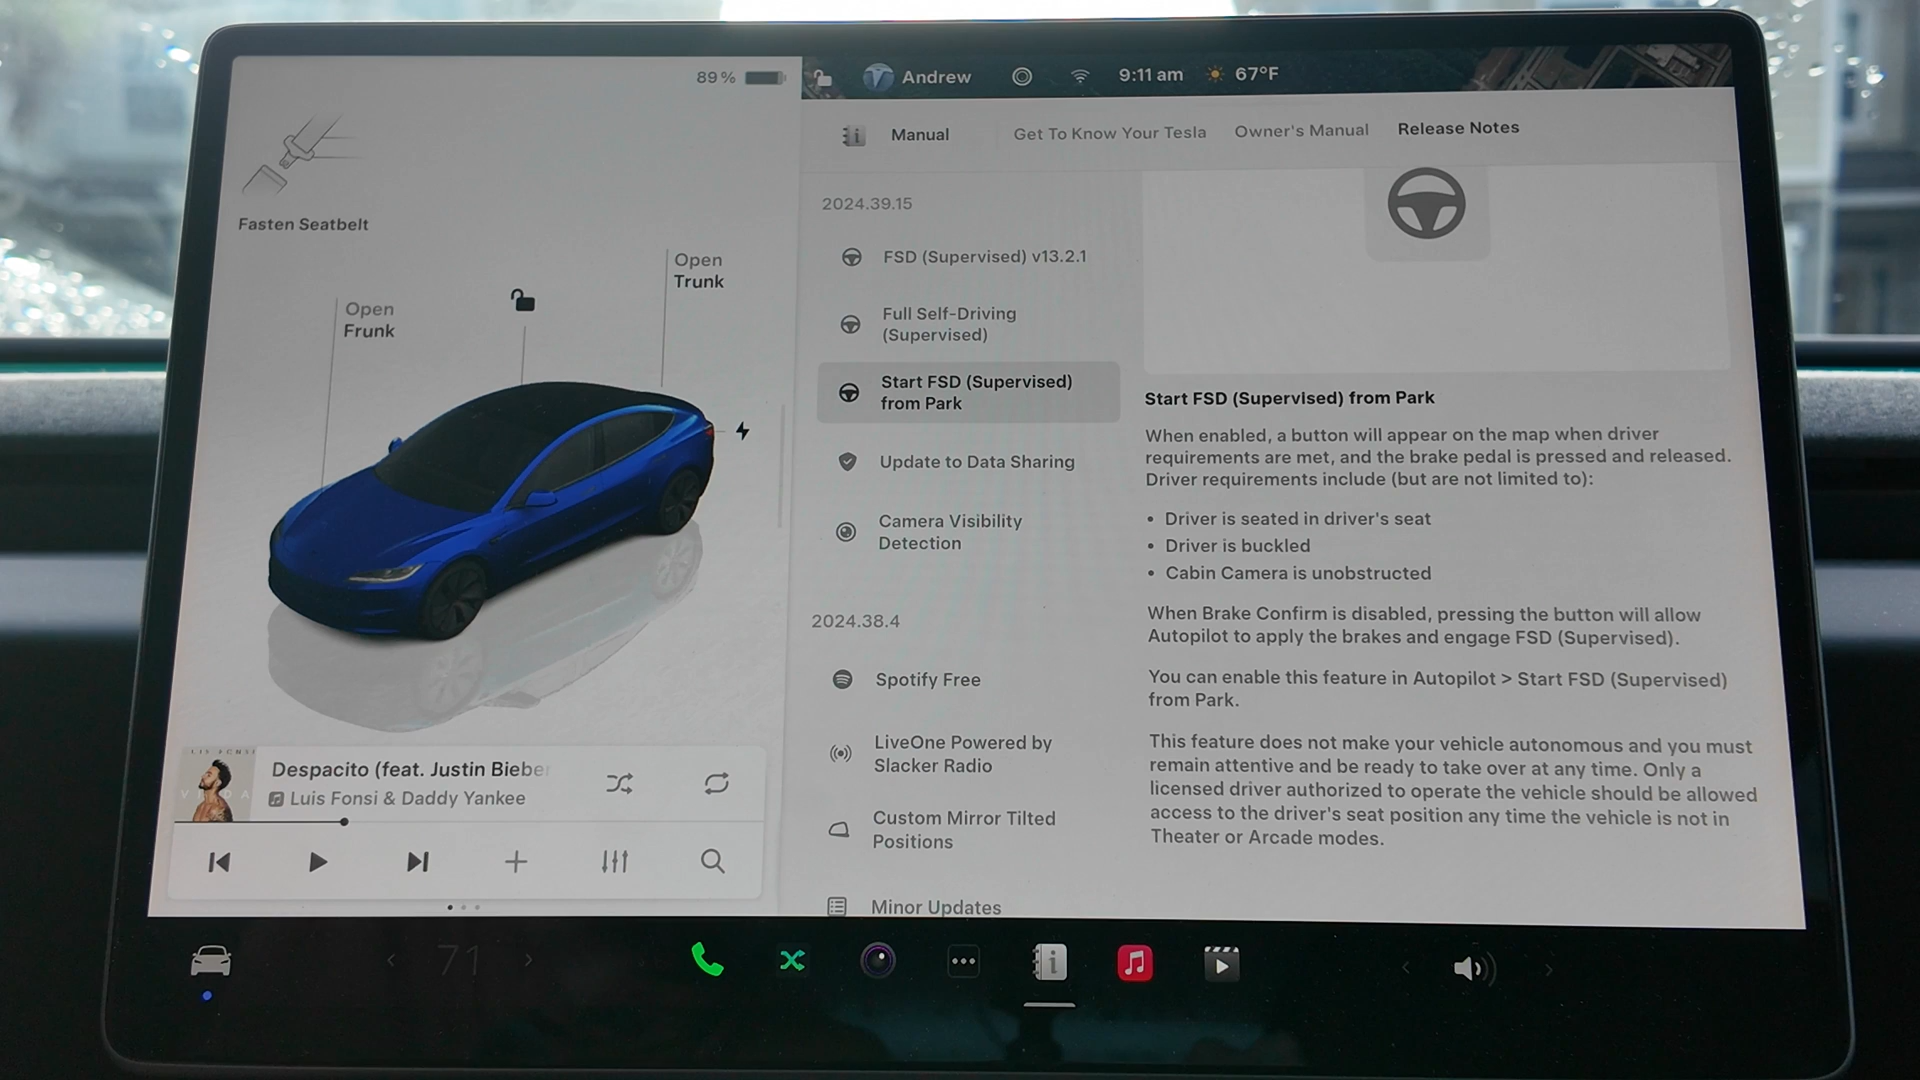 89%
Andrew
9:11 am
67°F
Fasten Seatbelt
Open
Trunk
Open
Frunk
Despacito (feat. Justin Bieber
Luis Fonsi & Daddy Yankee
Manual
Get To Know Your Tesla
Owner's Manual
Release Notes
2024.39.15
FSD (Supervised) v13.2.1
Full Self-Driving
(Supervised)
Start FSD (Supervised)
from Park
Update to Data Sharing
Camera Visibility
Detection
2024.38.4
Spotify Free
LiveOne Powered by
Slacker Radio
Custom Mirror Tilted
Positions
Minor Updates
Start FSD (Supervised) from Park
When enabled, a button will appear on the map when driver
requirements are met, and the brake pedal is pressed and released.
Driver requirements include (but are not limited to):
• Driver is seated in driver's seat
• Driver is buckled
• Cabin Camera is unobstructed
When Brake Confirm is disabled, pressing the button will allow
Autopilot to apply the brakes and engage FSD (Supervised).
You can enable this feature in Autopilot > Start FSD (Supervised)
from Park.
This feature does not make your vehicle autonomous and you must
remain attentive and be ready to take over at any time. Only a
licensed driver authorized to operate the vehicle should be allowed
access to the driver's seat position any time the vehicle is not in
Theater or Arcade modes.
71